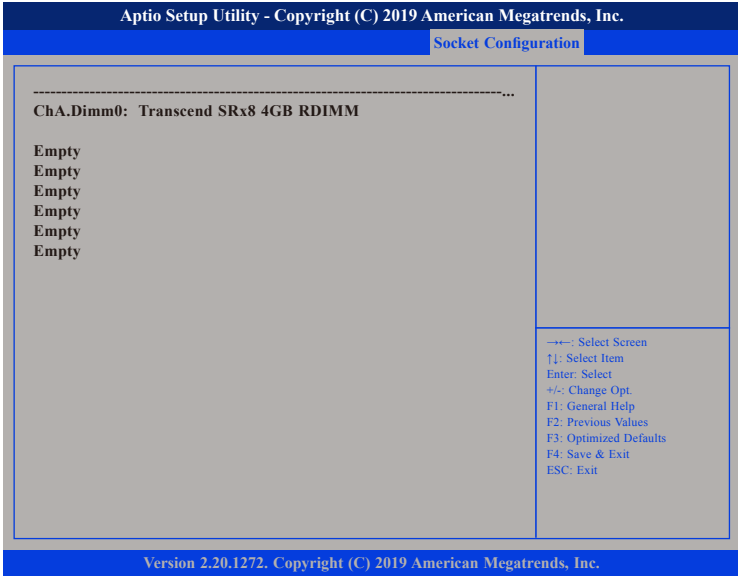 Aptio Setup Utility - Copyright (C) 2019 American Megatrends, Inc.
Socket Configuration
--------------------------------------------------------------------------------...
ChA.Dimm0: Transcend SRx8 4GB RDIMM
Empty
Empty
Empty
Empty
Empty
Empty
→←: Select Screen
↑↓: Select Item
Enter: Select
+/-: Change Opt.
F1: General Help
F2: Previous Values
F3: Optimized Defaults
F4: Save & Exit
ESC: Exit
Version 2.20.1272. Copyright (C) 2019 American Megatrends, Inc.